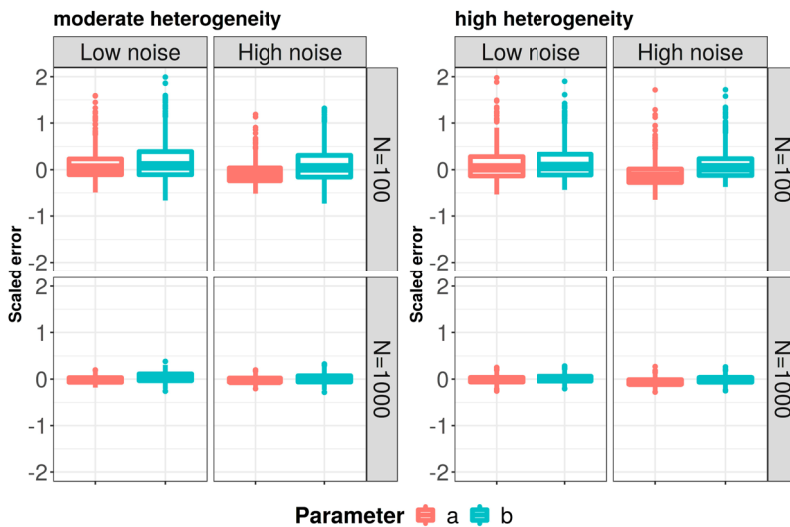 moderate heterogeneity
high heterogeneity
Low noise
High noise
Low noise
High noise
Scaled error
2
1
0
-1
-2
N=100
2
1
0
-1
-2
N=1000
Scaled error
2
1
0
-1
-2
N=100
2
1
0
-1
-2
N=1000
Parameter a b